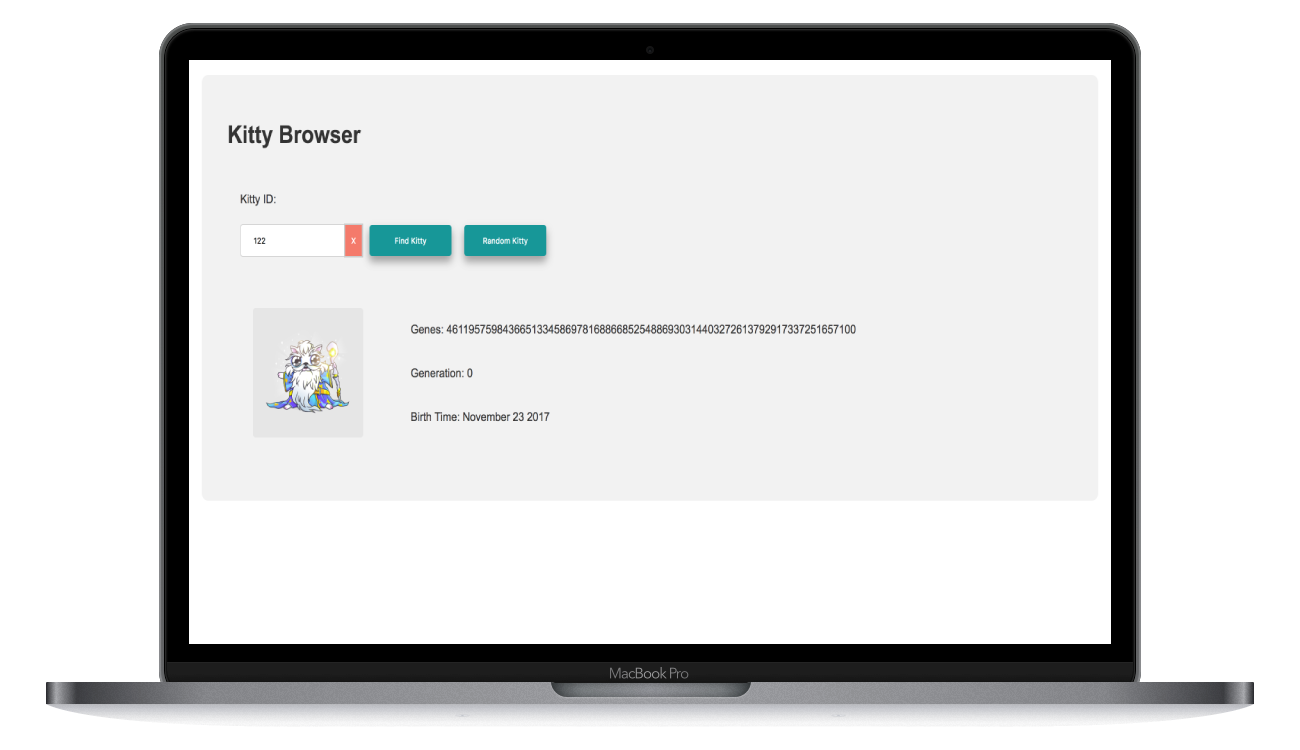 Kitty Browser
Kitty ID:
122 X Find Kitty Random Kitty
Genes: 461195759843665133458697816886685254886930314403272613792917337251657100
Generation: 0
Birth Time: November 23 2017
MacBook Pro